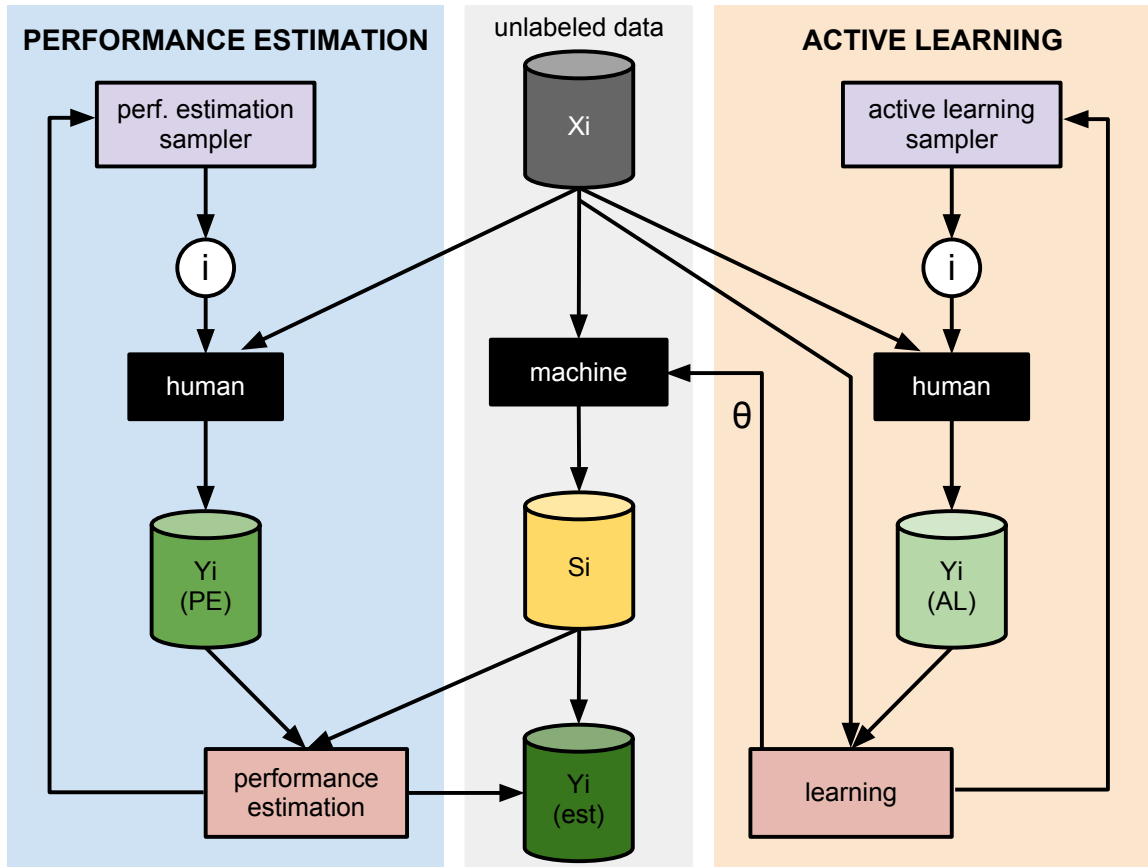 PERFORMANCE ESTIMATION
perf. estimation
sampler
i
human
Yi
(PE)
performance
estimation
unlabeled data
Xi
machine
Si
Yi
(est)
ACTIVE LEARNING
active learning
sampler
i
human
θ
Yi
(AL)
learning